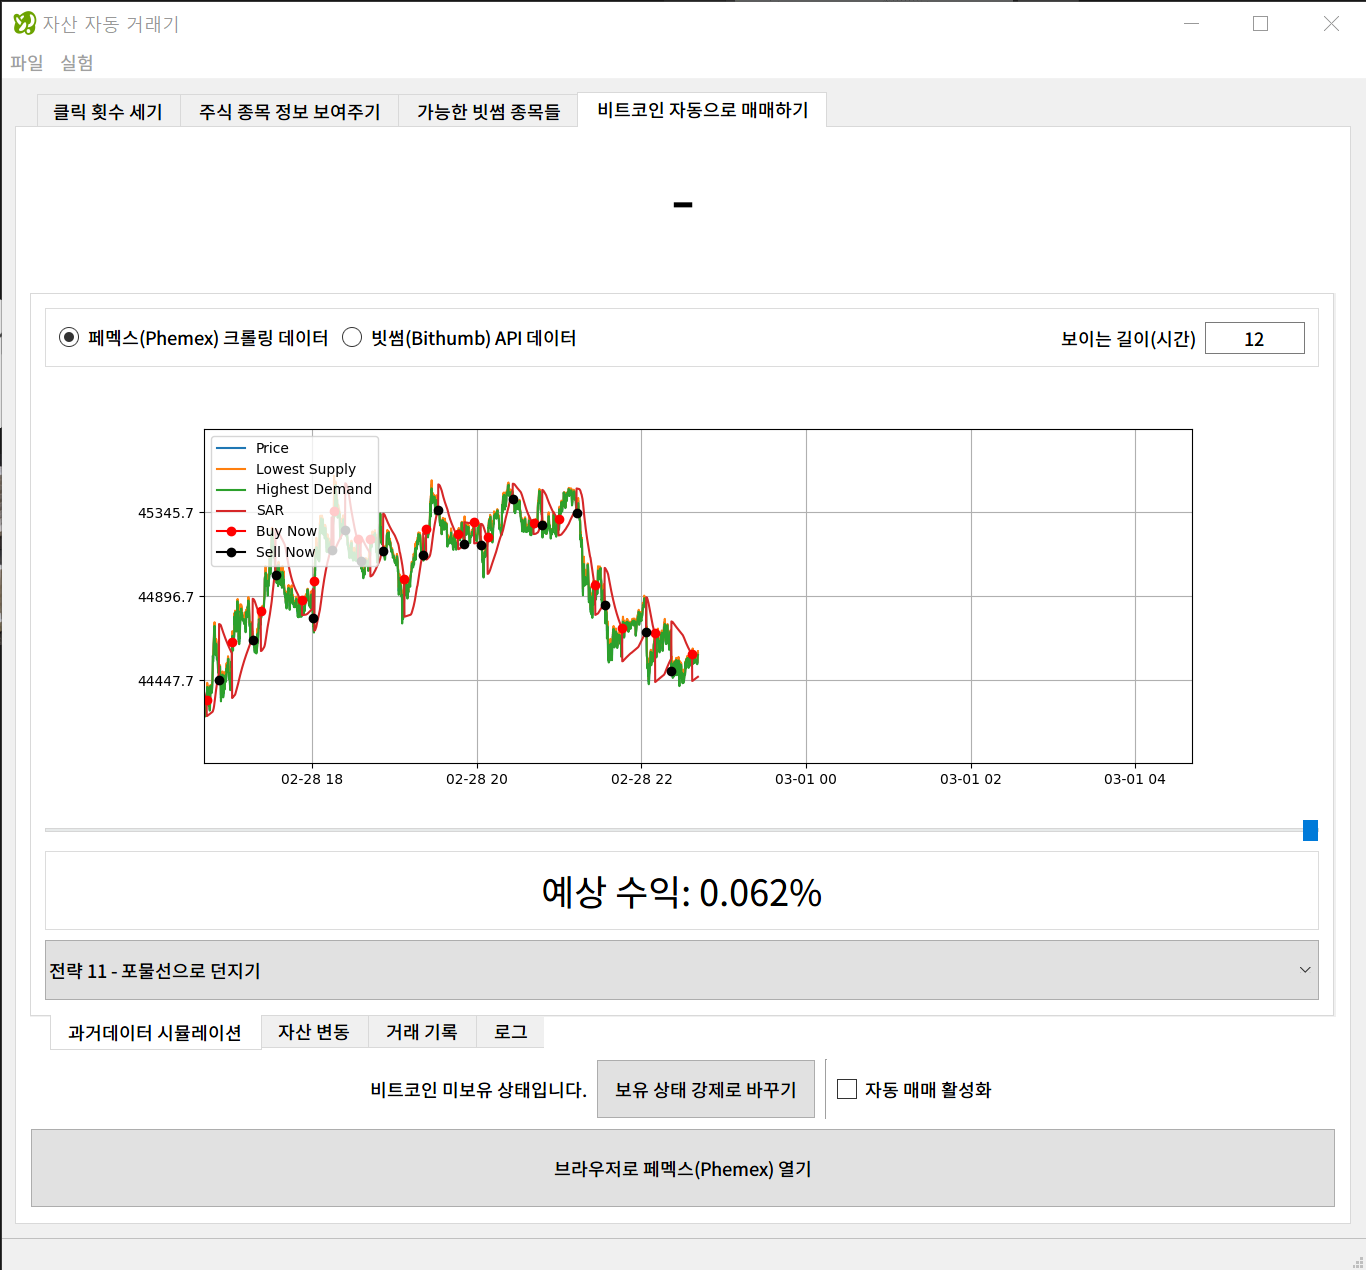 자산 자동 거래기
파일 실험
클릭 횟수 세기 주식 종목 정보 보여주기 가능한 빗썸 종목들 비트코인 자동으로 매매하기
-
페멕스(Phemex) 크롤링 데이터 빗썸(Bithumb) API 데이터 보이는 길이(시간) 12
Price
Lowest Supply
Highest Demand
SAR
Buy Now
Sell Now
45345.7
44896.7
44447.7
02-28 18 02-28 20 02-28 22 03-01 00 03-01 02 03-01 04
예상 수익: 0.062%
전략 11 - 포물선으로 던지기
과거데이터 시뮬레이션 자산 변동 거래 기록 로그
비트코인 미보유 상태입니다. 보유 상태 강제로 바꾸기 자동 매매 활성화
브라우저로 페멕스(Phemex) 열기